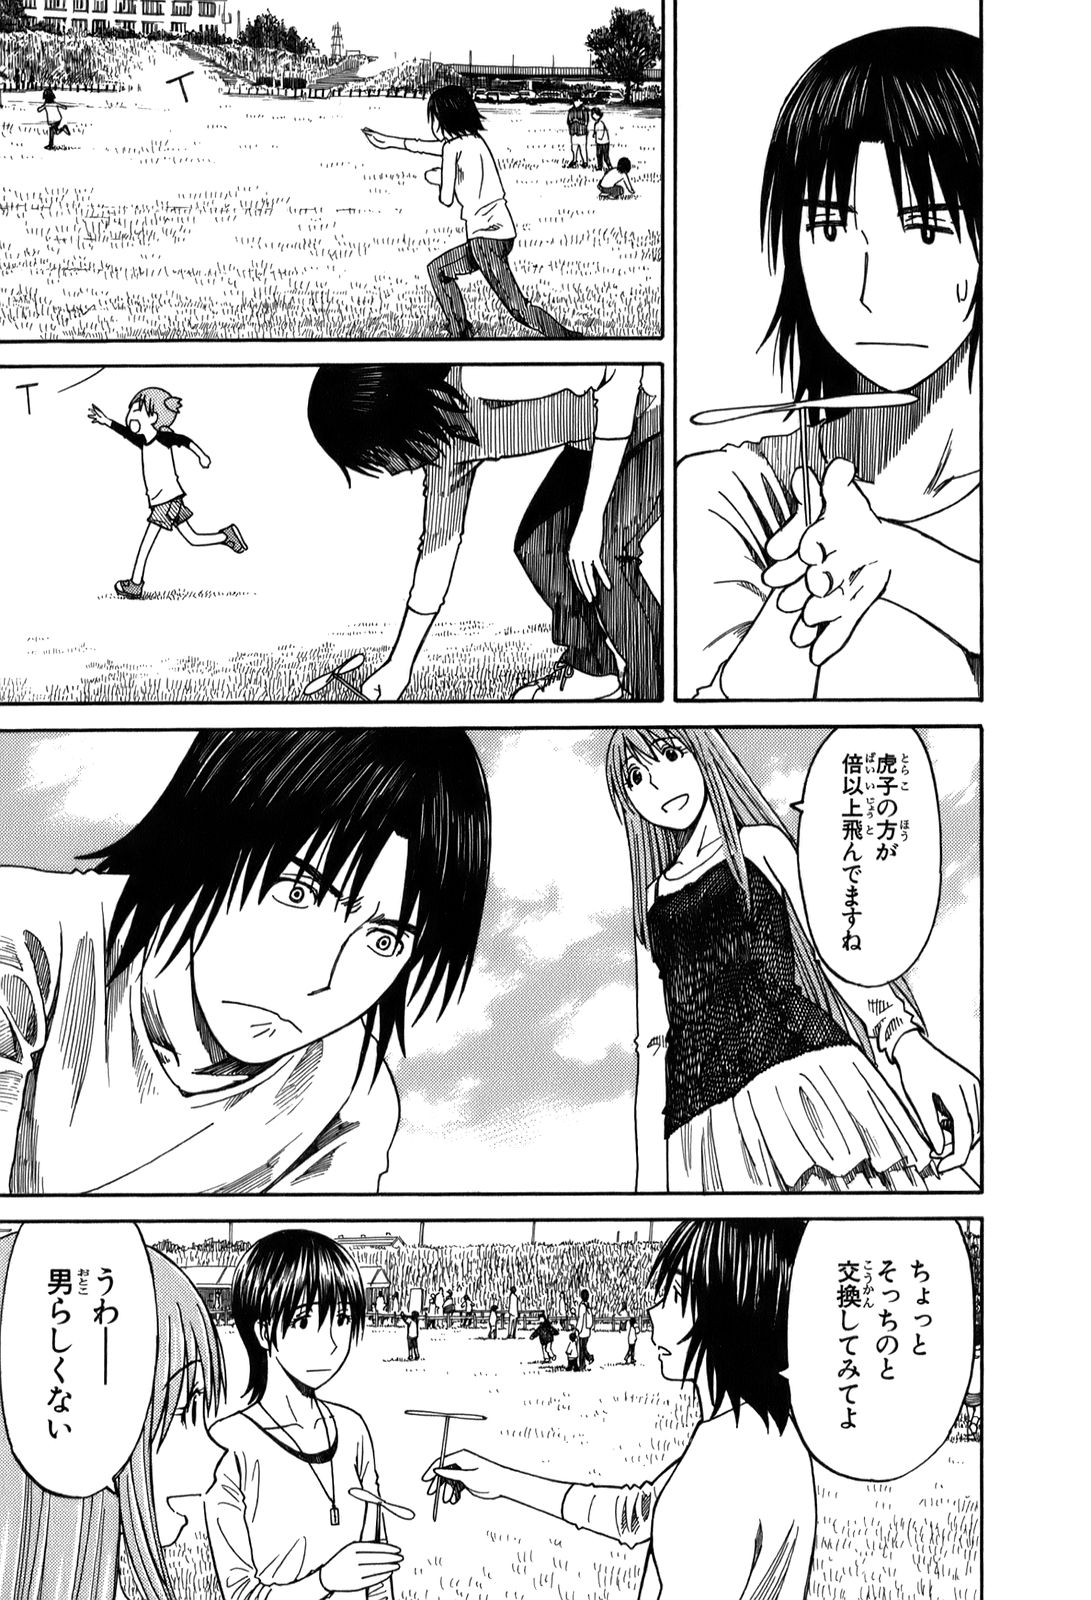 虎子の方が
倍以上飛んでますね
ちょっと
そっちのと
交換してみてよ
うわ――
男らしくない